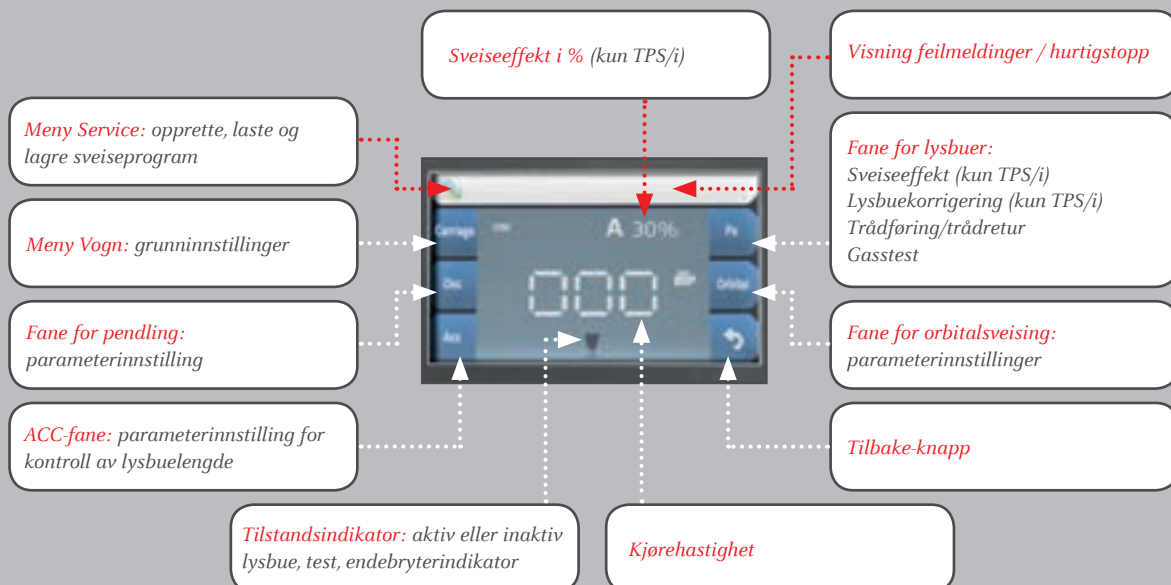 Sveiseeffekt i % (kun TPS/i)
Visning feilmeldinger / hurtigstopp
Meny Service: opprette, laste og
lagre sveiseprogram
Fane for lysbuer:
Sveiseeffekt (kun TPS/i)
Lysbuekorrigering (kun TPS/i)
Trådføring/trådretur
Gasstest
Meny Vogn: grunninnstillinger
Fane for pendling:
parameterinnstilling
Fane for orbitalsveising:
parameterinnstillinger
ACC-fane: parameterinnstilling for
kontroll av lysbuelengde
Tilbake-knapp
Tilstandsindikator: aktiv eller inaktiv
lysbue, test, endebryterindikator
Kjørehastighet
Carriage
A 30%
Ps
Osc
000
Orbital
Acc